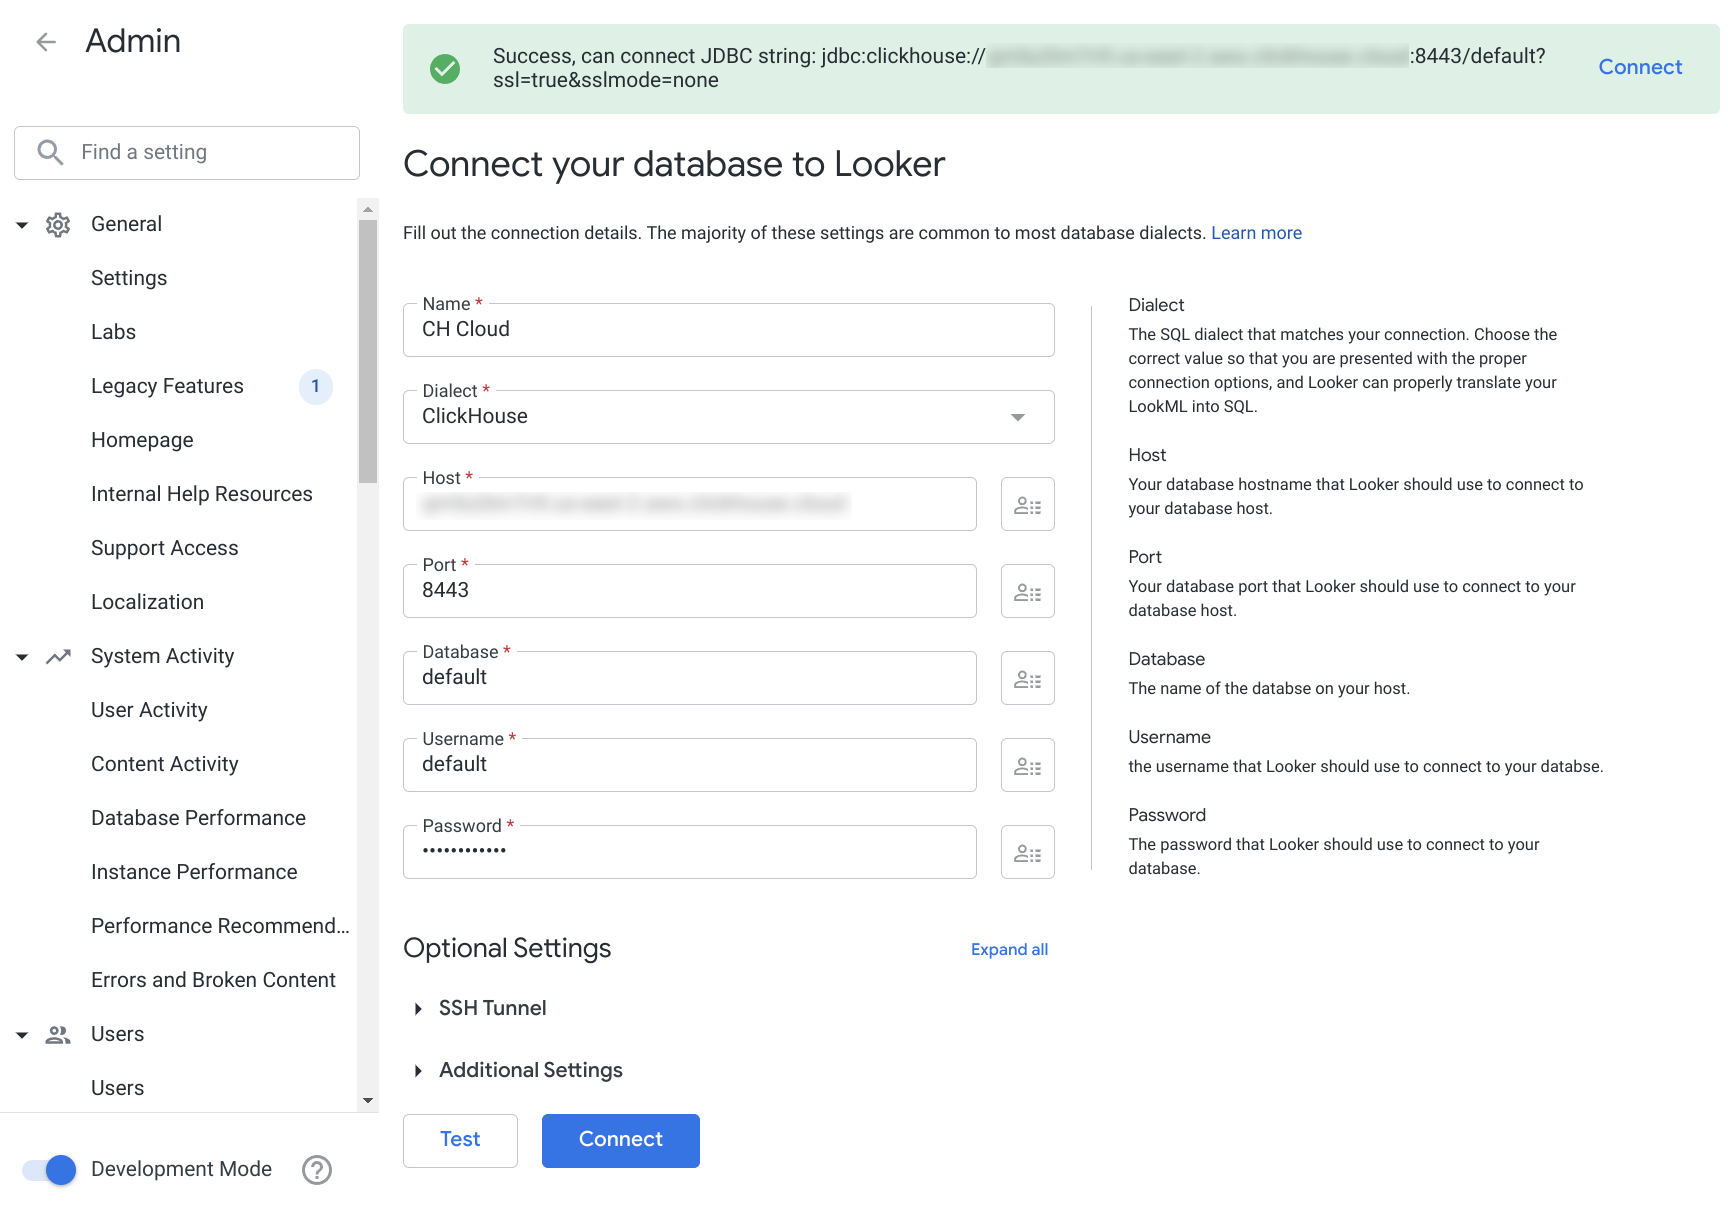 Admin
Find a setting
General
Settings
Labs
Legacy Features 1
Homepage
Internal Help Resources
Support Access
Localization
System Activity
User Activity
Content Activity
Database Performance
Instance Performance
Performance Recommend...
Errors and Broken Content
Users
Users
Development Mode
Success, can connect JDBC string: jdbc:clickhouse:// :8443/default?
ssl=true&sslmode=none
Connect
Connect your database to Looker
Fill out the connection details. The majority of these settings are common to most database dialects. Learn more
Name *
CH Cloud
Dialect *
ClickHouse
Host *
Port *
8443
Database *
default
Username *
default
Password *
••••••••••••
Dialect
The SQL dialect that matches your connection. Choose the
correct value so that you are presented with the proper
connection options, and Looker can properly translate your
LookML into SQL.
Host
Your database hostname that Looker should use to connect to
your database host.
Port
Your database port that Looker should use to connect to your
database host.
Database
The name of the databse on your host.
Username
the username that Looker should use to connect to your databse.
Password
The password that Looker should use to connect to your
database.
Optional Settings
Expand all
SSH Tunnel
Additional Settings
Test
Connect